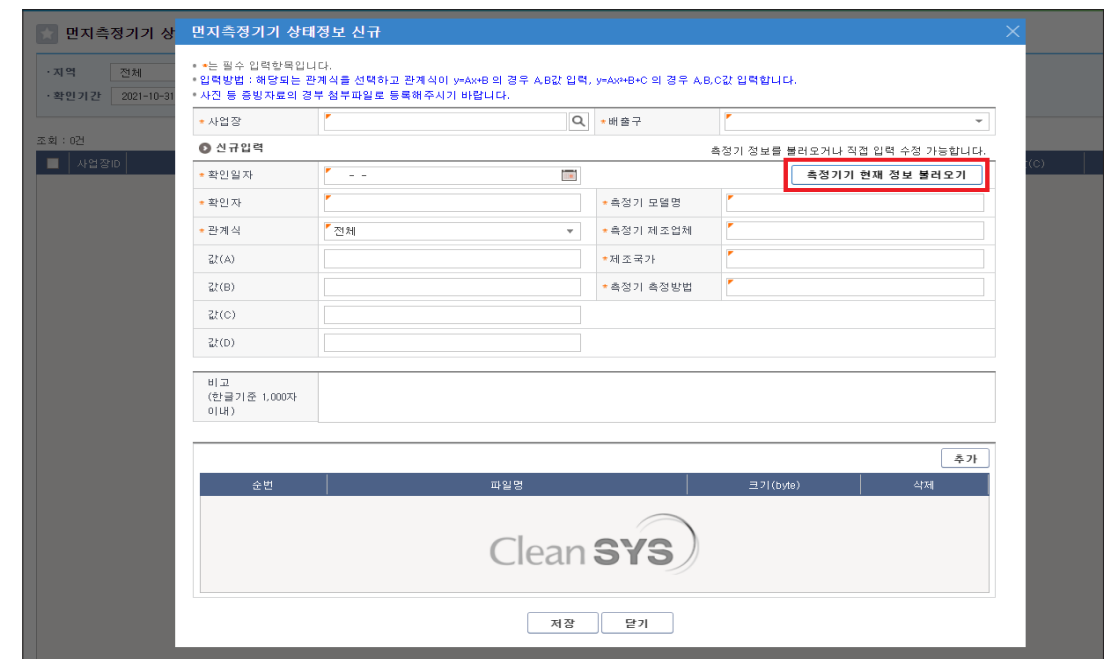 먼지측정기기 상
먼지측정기기 상태정보 신규
* *는 필수 입력항목입니다.
* 입력방법 : 해당되는 관계식을 선택하고 관계식이 y=Ax+B 의 경우 A,B값 입력, y=Ax²+B+C 의 경우 A,B,C값 입력합니다.
* 사진 등 증빙자료의 경우 첨부파일로 등록해주시기 바랍니다.
·지역 전체
·확인기간 2021-10-31
조회 : 0건
사업장ID
(C)
* 사업장
* 배출구
신규입력
측정기 정보를 불러오거나 직접 입력 수정 가능합니다.
* 확인일자 - -
측정기기 현재 정보 불러오기
* 확인자
* 측정기 모델명
* 관계식 전체
* 측정기 제조업체
값(A)
* 제조국가
값(B)
* 측정기 측정방법
값(C)
값(D)
비고
(한글기준 1,000자
이내)
추가
순번 파일명 크기(byte) 삭제
Clean SYS
저장 닫기